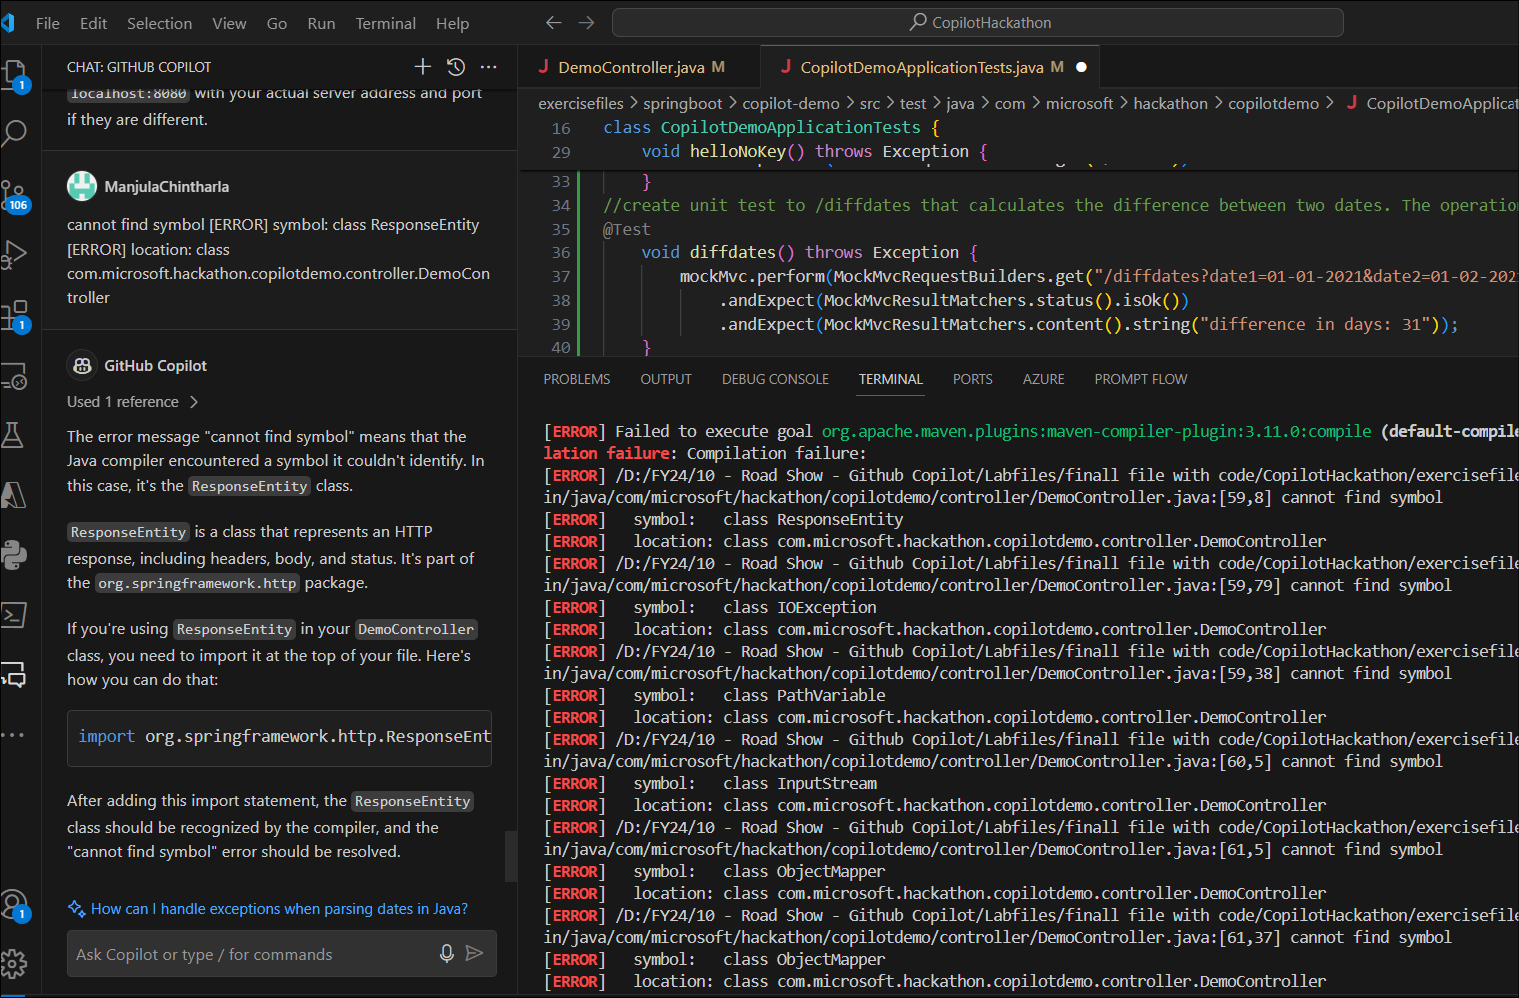 File Edit Selection View Go Run Terminal Help
CopilotHackathon
CHAT: GITHUB COPILOT
localhost:8080 with your actual server address and port
if they are different.
ManjulaChintharla
cannot find symbol [ERROR] symbol: class ResponseEntity
[ERROR] location: class
com.microsoft.hackathon.copilotdemo.controller.DemoCon
troller
GitHub Copilot
Used 1 reference
The error message "cannot find symbol" means that the
Java compiler encountered a symbol it couldn't identify. In
this case, it's the ResponseEntity class.
ResponseEntity is a class that represents an HTTP
response, including headers, body, and status. It's part of
the org.springframework.http package.
If you're using ResponseEntity in your DemoController
class, you need to import it at the top of your file. Here's
how you can do that:
import org.springframework.http.ResponseEnt
After adding this import statement, the ResponseEntity
class should be recognized by the compiler, and the
"cannot find symbol" error should be resolved.
How can I handle exceptions when parsing dates in Java?
Ask Copilot or type / for commands
1
106
1
1
J DemoController.java M
J CopilotDemoApplicationTests.java M
exercisefiles > springboot > copilot-demo > src > test > java > com > microsoft > hackathon > copilotdemo > J CopilotDemoApplicat
16 class CopilotDemoApplicationTests {
29 void helloNoKey() throws Exception {
33 }
34 //create unit test to /diffdates that calculates the difference between two dates. The operatio
35 @Test
36 void diffdates() throws Exception {
37 mockMvc.perform(MockMvcRequestBuilders.get("/diffdates?date1=01-01-2021&date2=01-02-202
38 .andExpect(MockMvcResultMatchers.status().isOk())
39 .andExpect(MockMvcResultMatchers.content().string("difference in days: 31"));
40 }
PROBLEMS OUTPUT DEBUG CONSOLE TERMINAL PORTS AZURE PROMPT FLOW
[ERROR] Failed to execute goal org.apache.maven.plugins:maven-compiler-plugin:3.11.0:compile (default-compile
lation failure: Compilation failure:
[ERROR] /D:/FY24/10 - Road Show - Github Copilot/Labfiles/finall file with code/CopilotHackathon/exercisefile
in/java/com/microsoft/hackathon/copilotdemo/controller/DemoController.java:[59,8] cannot find symbol
[ERROR] symbol: class ResponseEntity
[ERROR] location: class com.microsoft.hackathon.copilotdemo.controller.DemoController
[ERROR] /D:/FY24/10 - Road Show - Github Copilot/Labfiles/finall file with code/CopilotHackathon/exercisefile
in/java/com/microsoft/hackathon/copilotdemo/controller/DemoController.java:[59,79] cannot find symbol
[ERROR] symbol: class IOException
[ERROR] location: class com.microsoft.hackathon.copilotdemo.controller.DemoController
[ERROR] /D:/FY24/10 - Road Show - Github Copilot/Labfiles/finall file with code/CopilotHackathon/exercisefile
in/java/com/microsoft/hackathon/copilotdemo/controller/DemoController.java:[59,38] cannot find symbol
[ERROR] symbol: class PathVariable
[ERROR] location: class com.microsoft.hackathon.copilotdemo.controller.DemoController
[ERROR] /D:/FY24/10 - Road Show - Github Copilot/Labfiles/finall file with code/CopilotHackathon/exercisefile
in/java/com/microsoft/hackathon/copilotdemo/controller/DemoController.java:[60,5] cannot find symbol
[ERROR] symbol: class InputStream
[ERROR] location: class com.microsoft.hackathon.copilotdemo.controller.DemoController
[ERROR] /D:/FY24/10 - Road Show - Github Copilot/Labfiles/finall file with code/CopilotHackathon/exercisefile
in/java/com/microsoft/hackathon/copilotdemo/controller/DemoController.java:[61,5] cannot find symbol
[ERROR] symbol: class ObjectMapper
[ERROR] location: class com.microsoft.hackathon.copilotdemo.controller.DemoController
[ERROR] /D:/FY24/10 - Road Show - Github Copilot/Labfiles/finall file with code/CopilotHackathon/exercisefile
in/java/com/microsoft/hackathon/copilotdemo/controller/DemoController.java:[61,37] cannot find symbol
[ERROR] symbol: class ObjectMapper
[ERROR] location: class com.microsoft.hackathon.copilotdemo.controller.DemoController